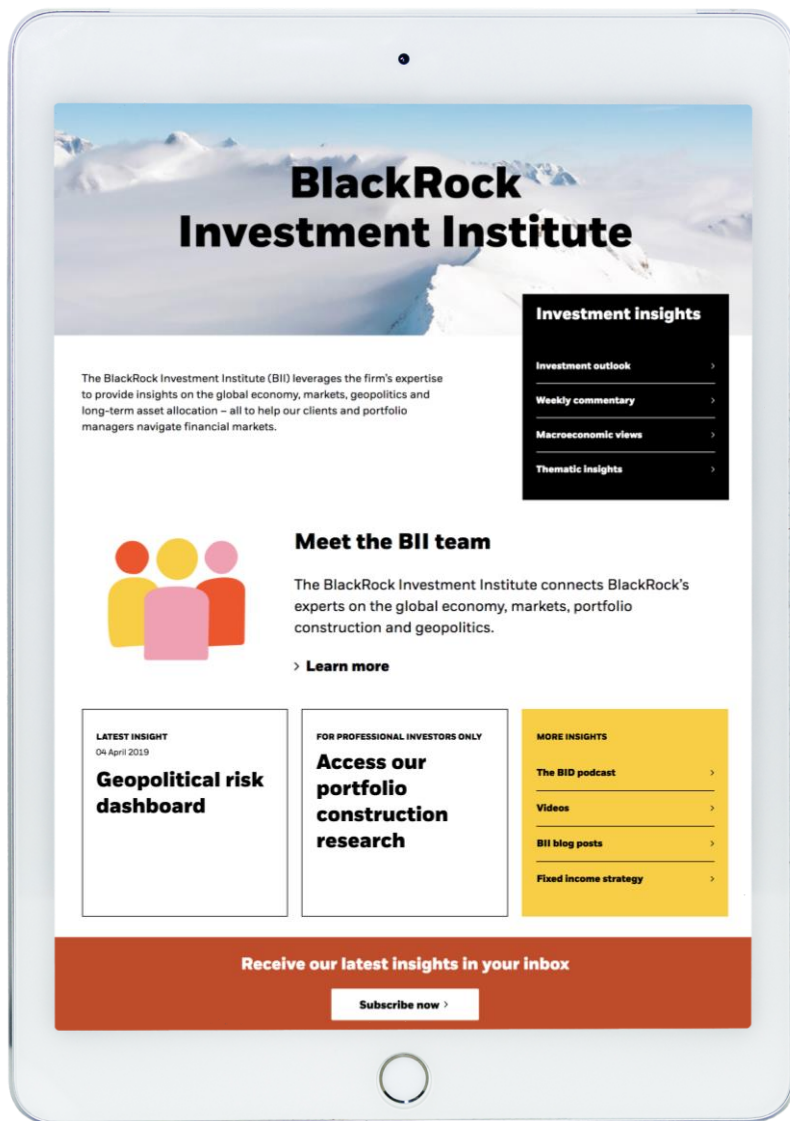 BlackRock
Investment Institute
Investment insights
Investment outlook
Weekly commentary
Macroeconomic views
Thematic insights
The BlackRock Investment Institute (BII) leverages the firm's expertise
to provide insights on the global economy, markets, geopolitics and
long-term asset allocation – all to help our clients and portfolio
managers navigate financial markets.
Meet the BII team
The BlackRock Investment Institute connects BlackRock's
experts on the global economy, markets, portfolio
construction and geopolitics.
> Learn more
LATEST INSIGHT
04 April 2019
Geopolitical risk
dashboard
FOR PROFESSIONAL INVESTORS ONLY
Access our
portfolio
construction
research
MORE INSIGHTS
The BID podcast
Videos
BII blog posts
Fixed income strategy
Receive our latest insights in your inbox
Subscribe now >